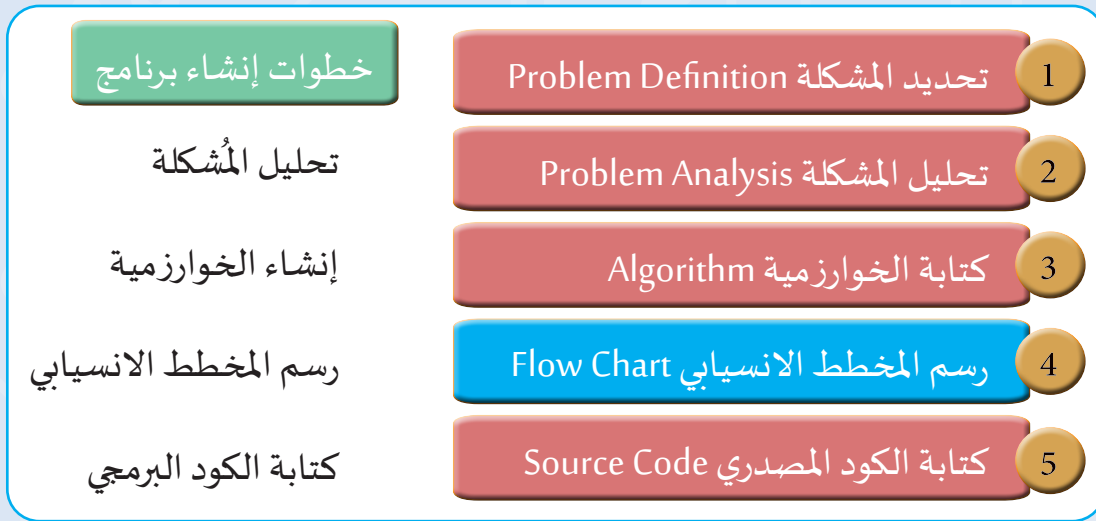 خطوات إنشاء برنامج
1 تحديد المشكلة Problem Definition
2 تحليل المشكلة Problem Analysis
تحليل المُشكلة
3 كتابة الخوارزمية Algorithm
إنشاء الخوارزمية
4 رسم المخطط الانسيابي Flow Chart
رسم المخطط الانسيابي
5 كتابة الكود المصدري Source Code
كتابة الكود البرمجي